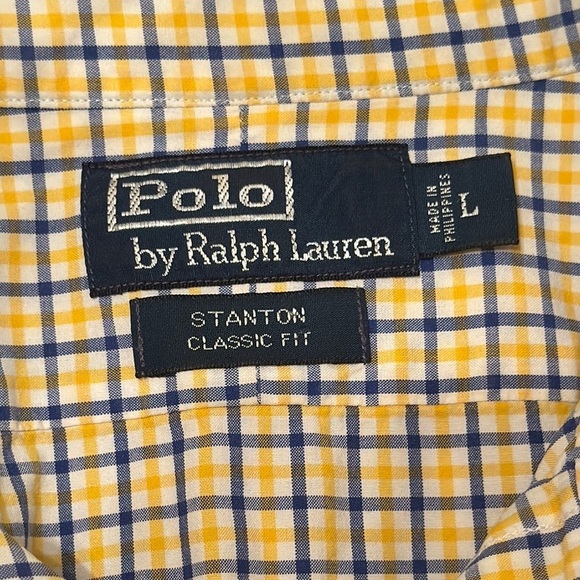 Polo
by Ralph Lauren
MADE IN
PHILIPPINES
L
STANTON
CLASSIC FIT